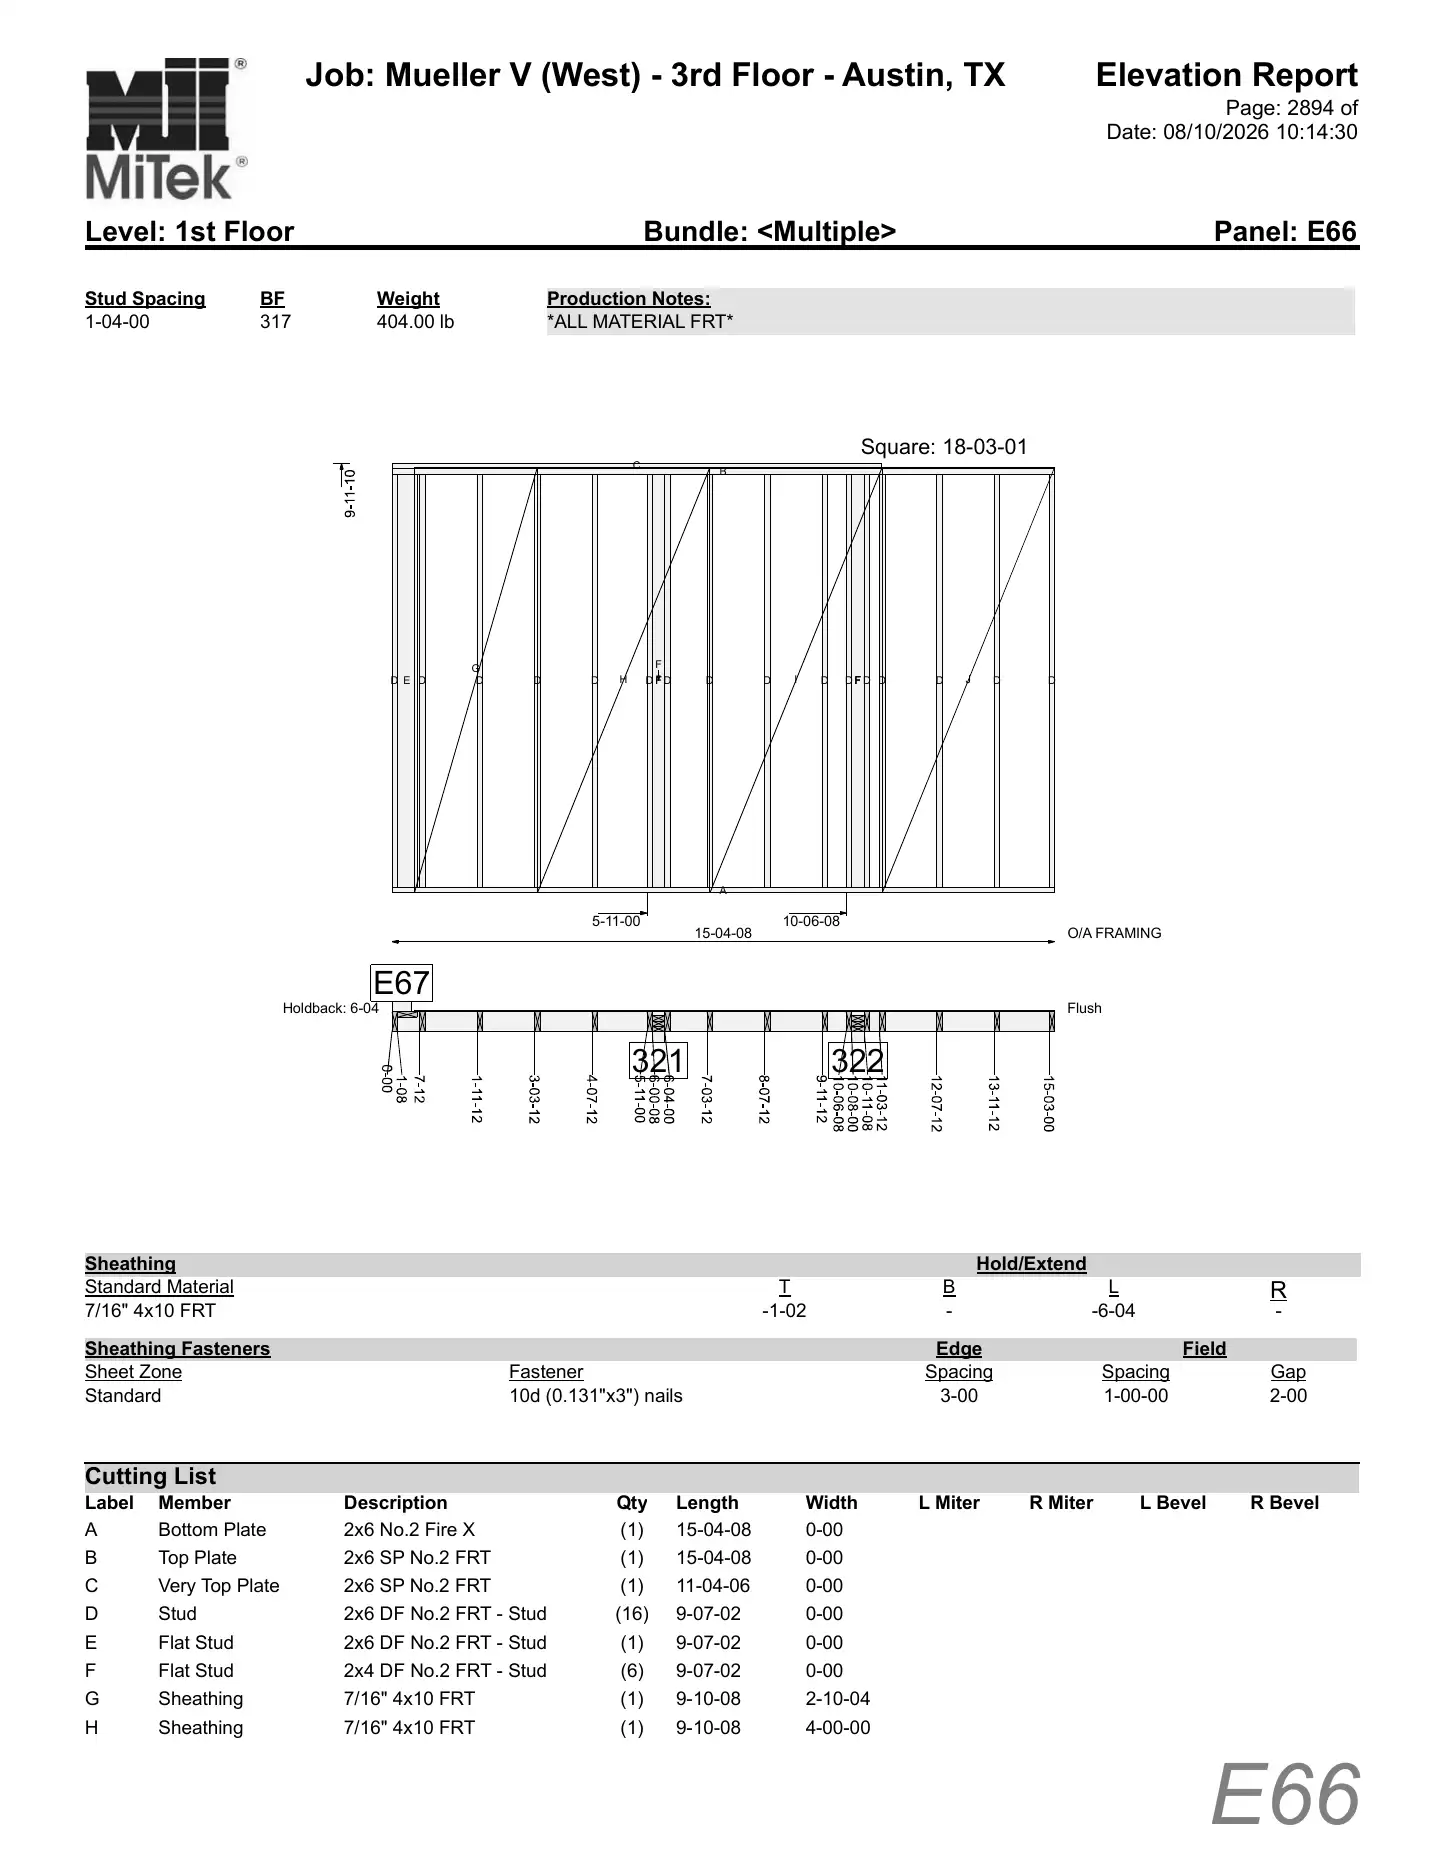 Job: Mueller V (West) - 3rd Floor - Austin, TX
Elevation Report
Page: 2894 of
Date: 08/10/2026 10:14:30
MiTek®
Level: 1st Floor Bundle: <Multiple> Panel: E66
Stud Spacing BF Weight Production Notes:
1-04-00 317 404.00 lb *ALL MATERIAL FRT*
Square: 18-03-01
9-11-10
C
B
G
F
D E D C D C H D F D D D I D C F D D D J C D
A
5-11-00 10-06-08
15-04-08 O/A FRAMING
E67
Holdback: 6-04 Flush
321 322
0-00 1-08 7-12 1-11-12 3-03-12 4-07-12 5-11-00 6-00-08 6-04-00 7-03-12 8-07-12 9-11-12 10-06-08 10-08-00 10-11-08 11-03-12 12-07-12 13-11-12 15-03-00
Sheathing Hold/Extend
Standard Material T B L R
7/16" 4x10 FRT -1-02 - -6-04 -
Sheathing Fasteners Edge Field
Sheet Zone Fastener Spacing Spacing Gap
Standard 10d (0.131"x3") nails 3-00 1-00-00 2-00
Cutting List
Label Member Description Qty Length Width L Miter R Miter L Bevel R Bevel
A Bottom Plate 2x6 No.2 Fire X (1) 15-04-08 0-00
B Top Plate 2x6 SP No.2 FRT (1) 15-04-08 0-00
C Very Top Plate 2x6 SP No.2 FRT (1) 11-04-06 0-00
D Stud 2x6 DF No.2 FRT - Stud (16) 9-07-02 0-00
E Flat Stud 2x6 DF No.2 FRT - Stud (1) 9-07-02 0-00
F Flat Stud 2x4 DF No.2 FRT - Stud (6) 9-07-02 0-00
G Sheathing 7/16" 4x10 FRT (1) 9-10-08 2-10-04
H Sheathing 7/16" 4x10 FRT (1) 9-10-08 4-00-00
E66